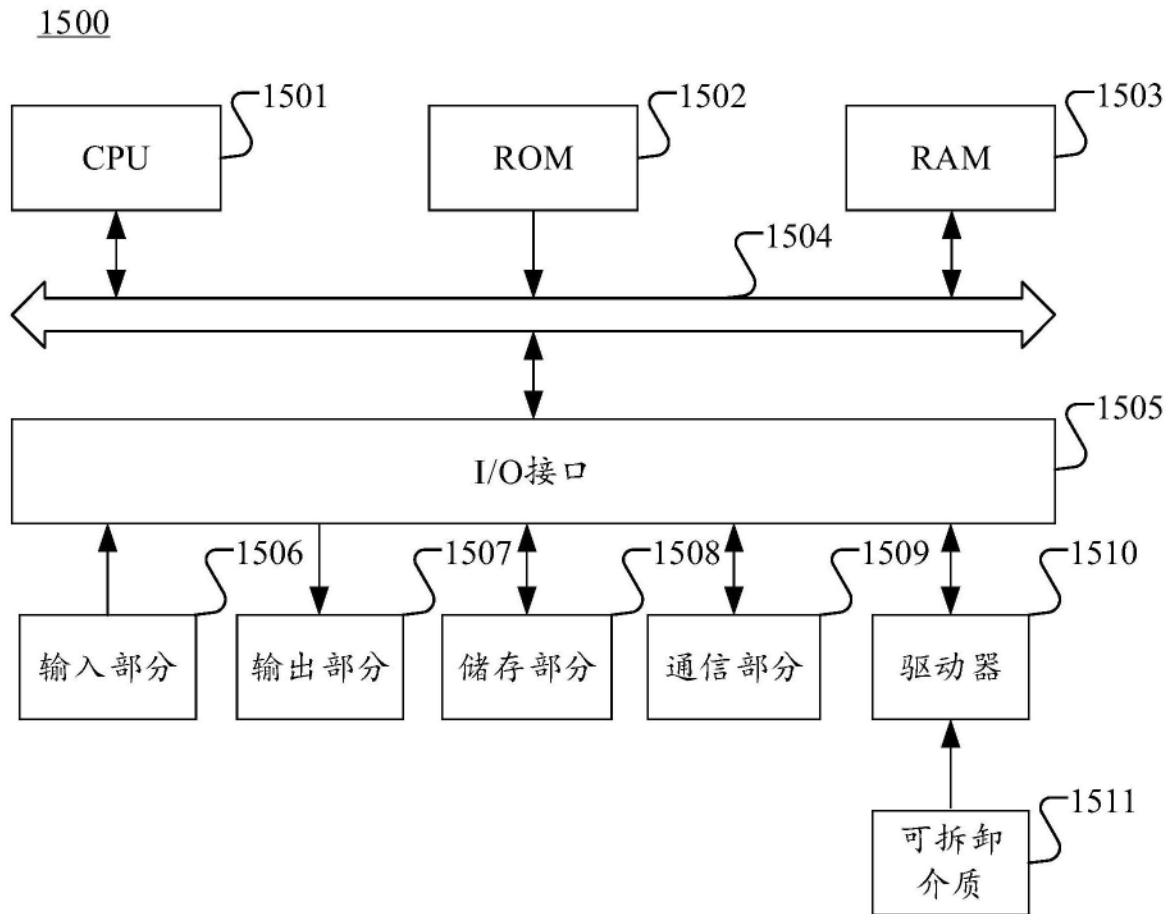 1500
1501
1502
1503
CPU
ROM
RAM
1504
1505
I/O接口
1506
1507
1508
1509
1510
输入部分
输出部分
储存部分
通信部分
驱动器
1511
可拆卸
介质